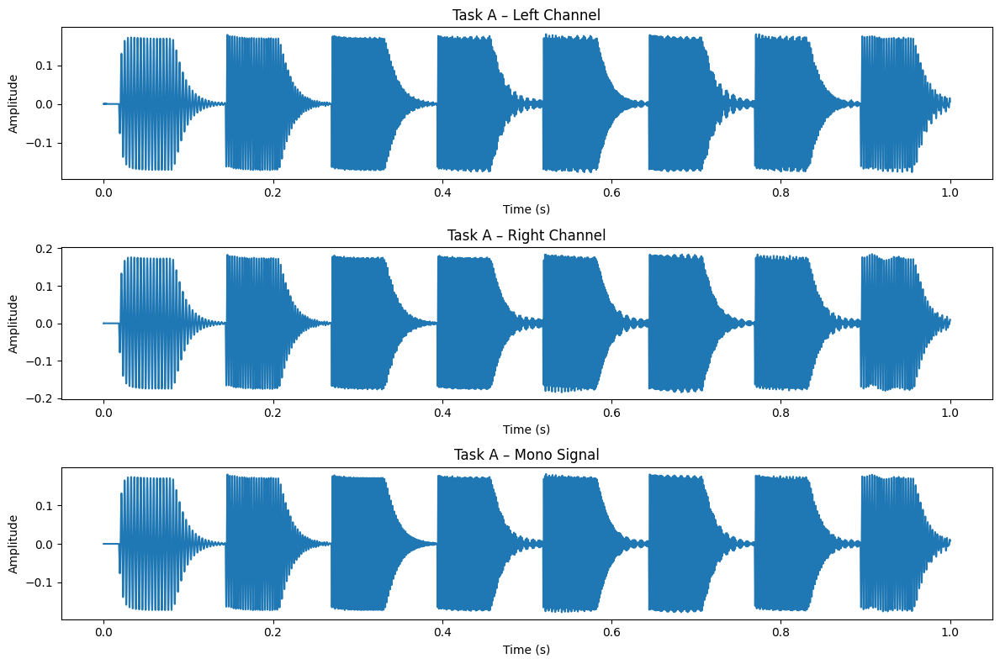 Task A – Left Channel
0.1
0.0
−0.1
Amplitude
0.0 0.2 0.4 0.6 0.8 1.0
Time (s)
Task A – Right Channel
0.2
0.1
0.0
−0.1
−0.2
Amplitude
0.0 0.2 0.4 0.6 0.8 1.0
Time (s)
Task A – Mono Signal
0.1
0.0
−0.1
Amplitude
0.0 0.2 0.4 0.6 0.8 1.0
Time (s)